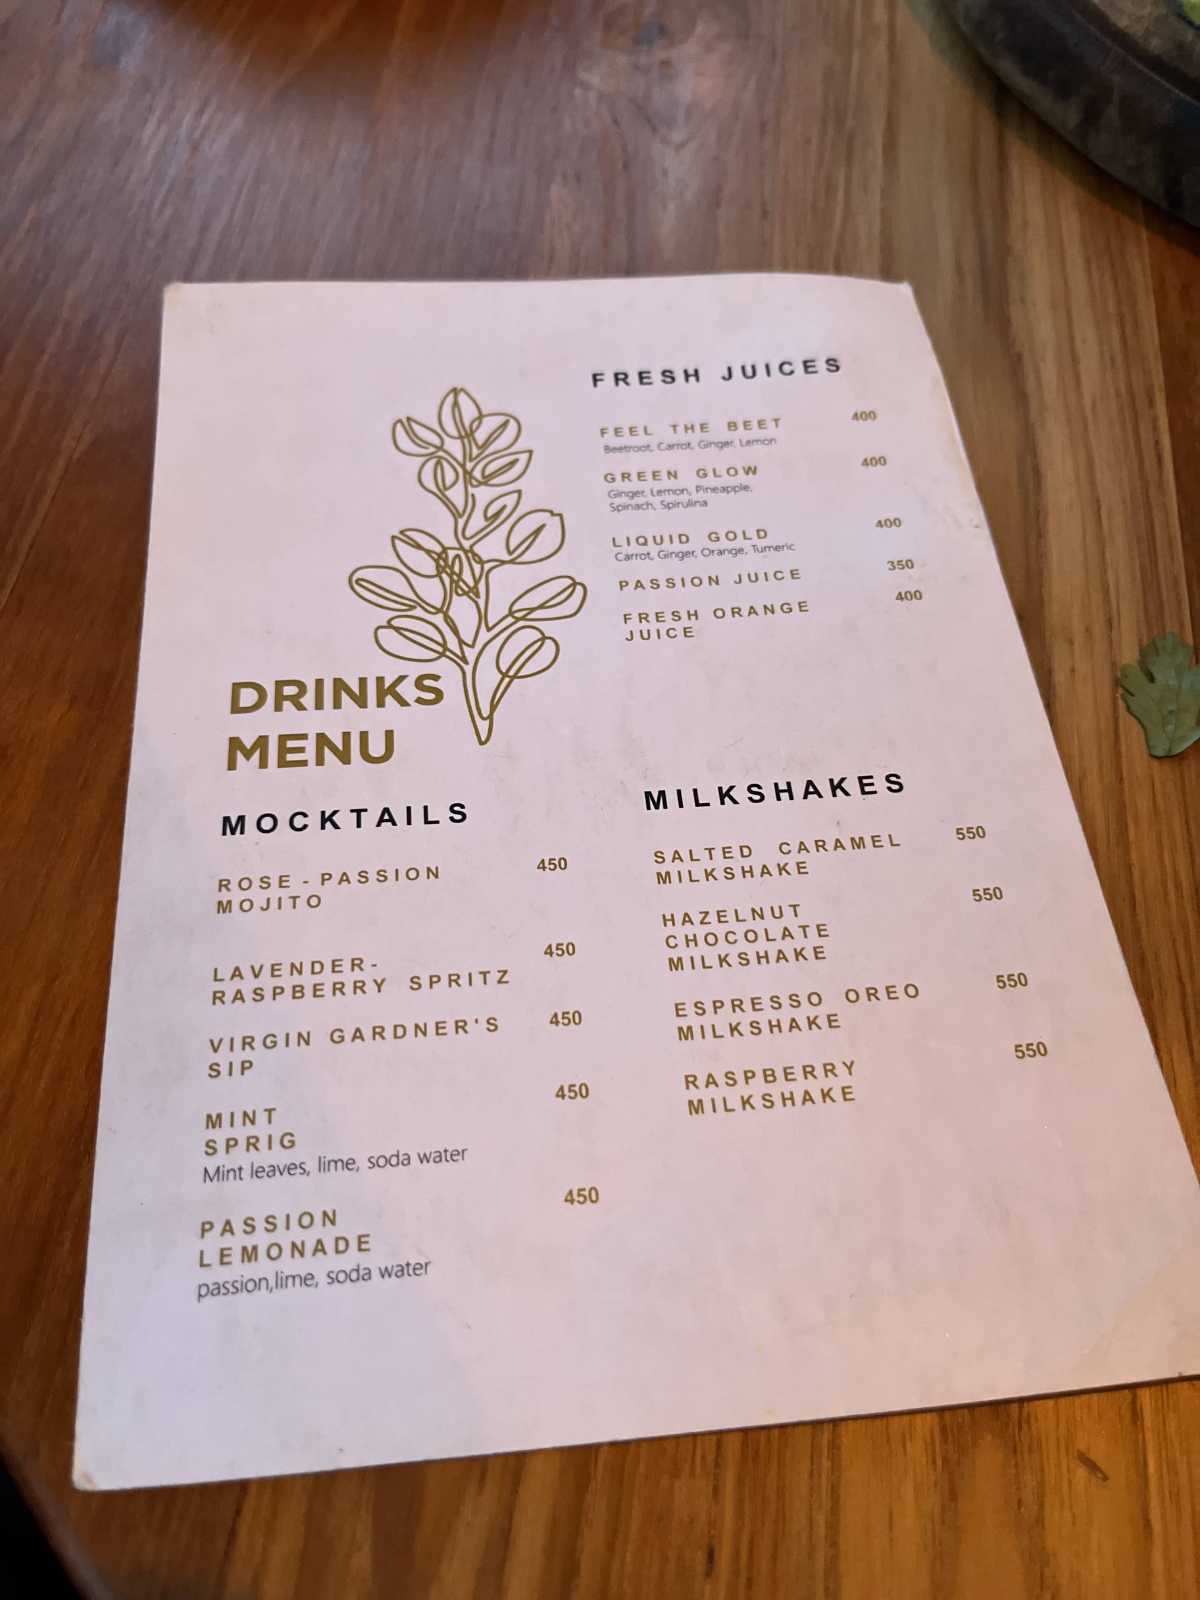 DRINKS
MENU
FRESH JUICES
FEEL THE BEET 400
Beetroot, Carrot, Ginger, Lemon
GREEN GLOW 400
Ginger, Lemon, Pineapple,
Spinach, Spirulina
LIQUID GOLD 400
Carrot, Ginger, Orange, Tumeric
PASSION JUICE 350
FRESH ORANGE 400
JUICE
MOCKTAILS
ROSE-PASSION 450
MOJITO
LAVENDER- 450
RASPBERRY SPRITZ
VIRGIN GARDNER'S 450
SIP
MINT 450
SPRIG
Mint leaves, lime, soda water
PASSION 450
LEMONADE
passion,lime, soda water
MILKSHAKES
SALTED CARAMEL 550
MILKSHAKE
HAZELNUT 550
CHOCOLATE
MILKSHAKE
ESPRESSO OREO 550
MILKSHAKE
RASPBERRY 550
MILKSHAKE